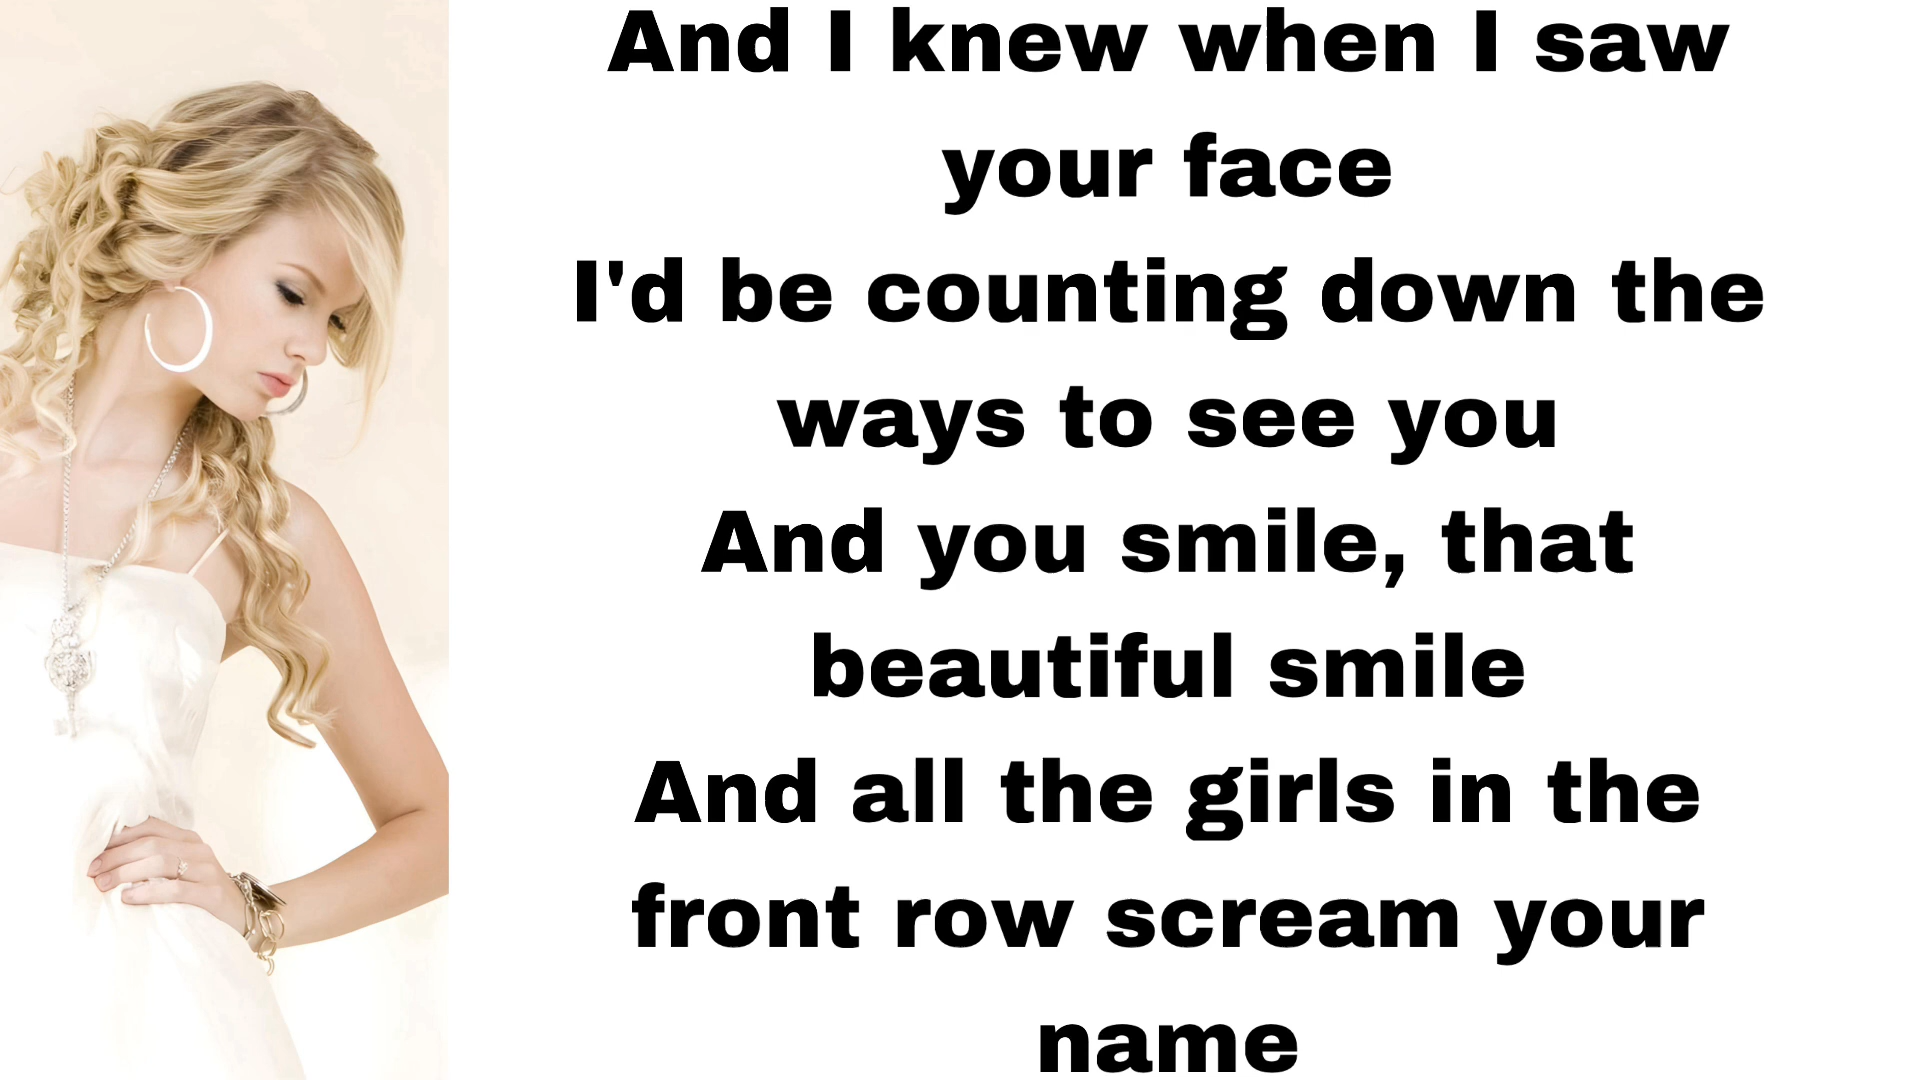 And I knew when I saw
your face
I'd be counting down the
ways to see you
And you smile, that
beautiful smile
And all the girls in the
front row scream your
name